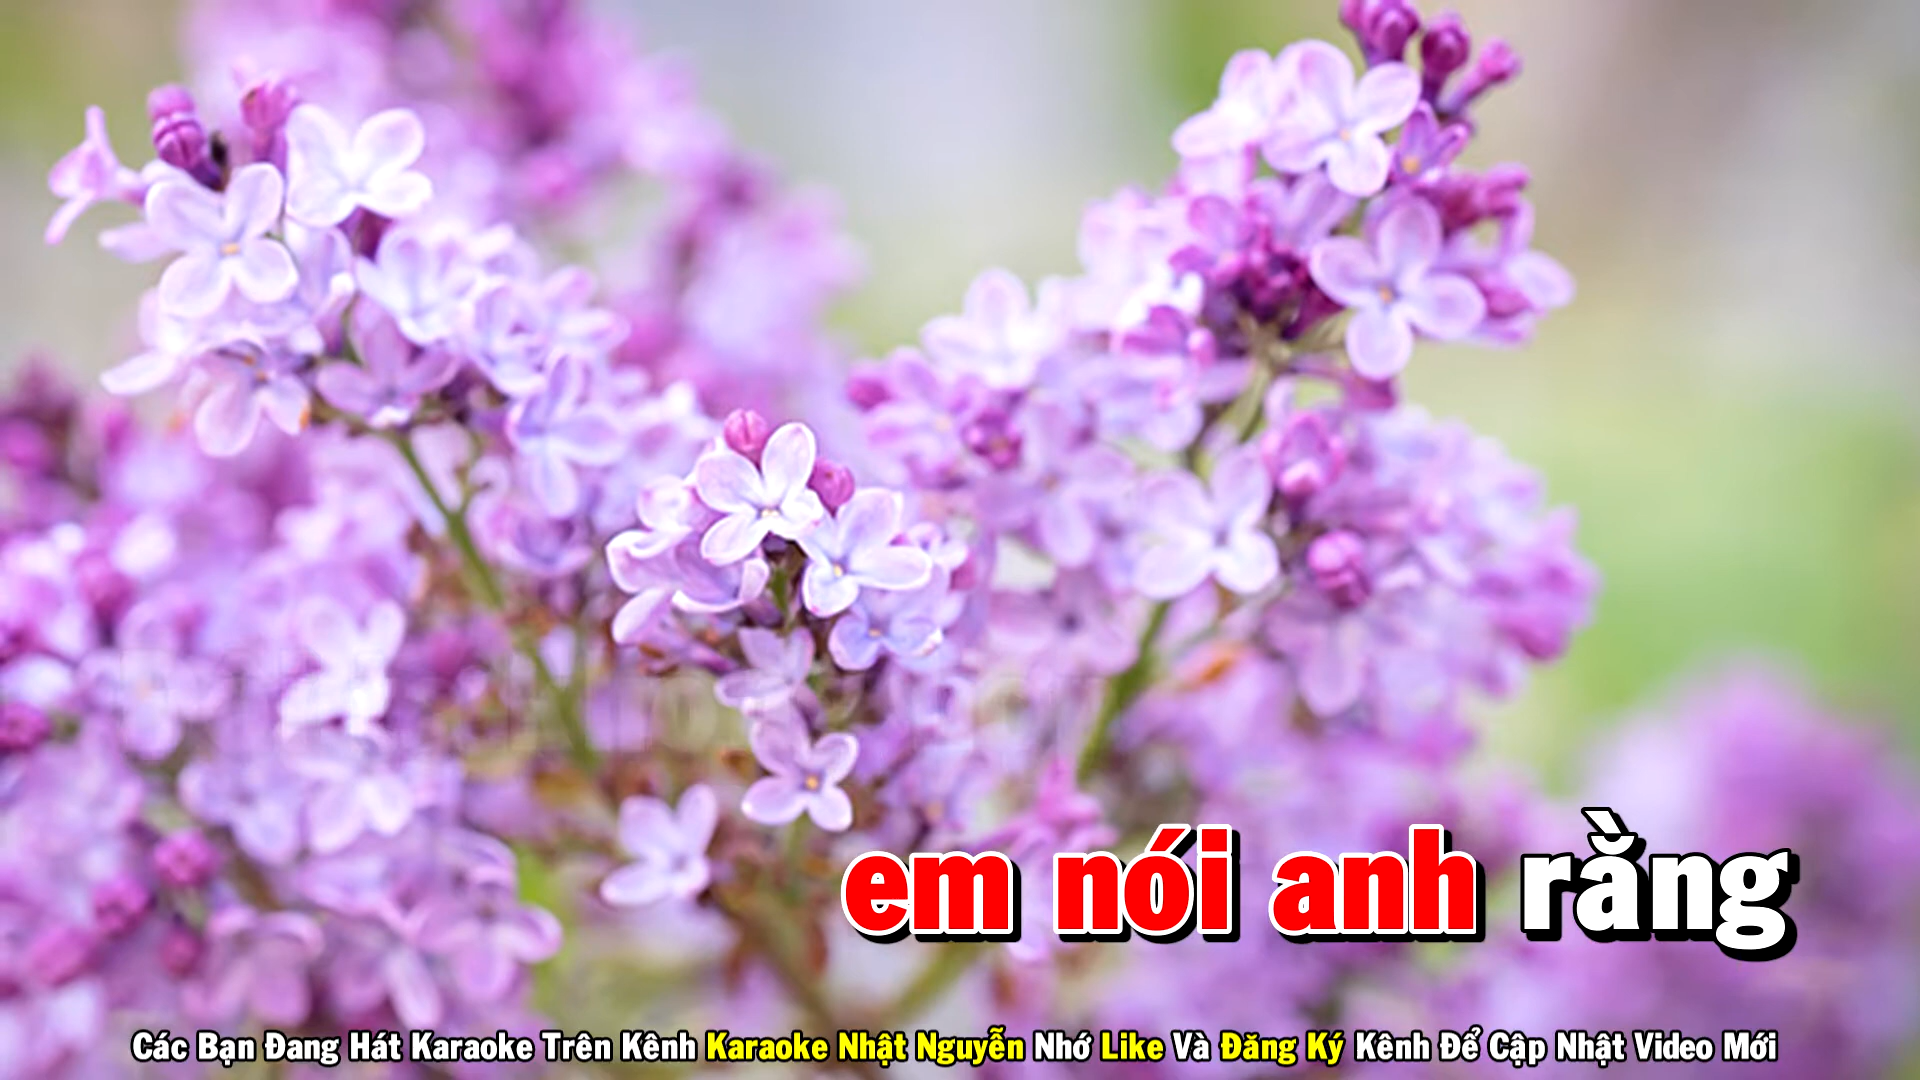 em nói anh rằng
Các Bạn Đang Hát Karaoke Trên Kênh Karaoke Nhật Nguyễn Nhớ Like Và Đăng Ký Kênh Để Cập Nhật Video Mới